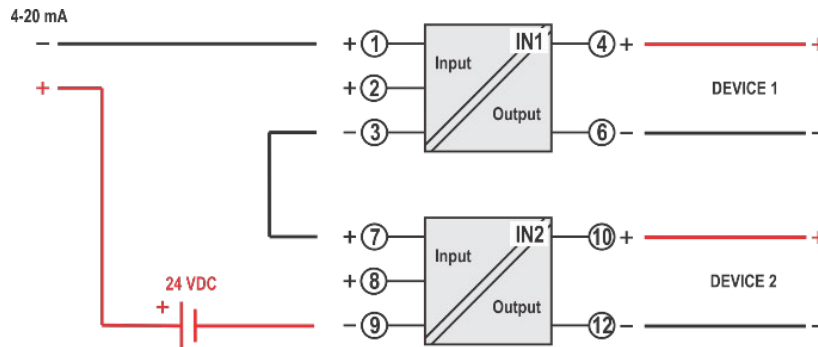 4-20 mA
− + ① IN1 ④ + +
Input
+ + ② DEVICE 1
Output
− ③ ⑥ − −
+ ⑦ IN2 ⑩ + +
Input
+ ⑧ DEVICE 2
24 VDC
+ Output
− ⑨ ⑫ − −